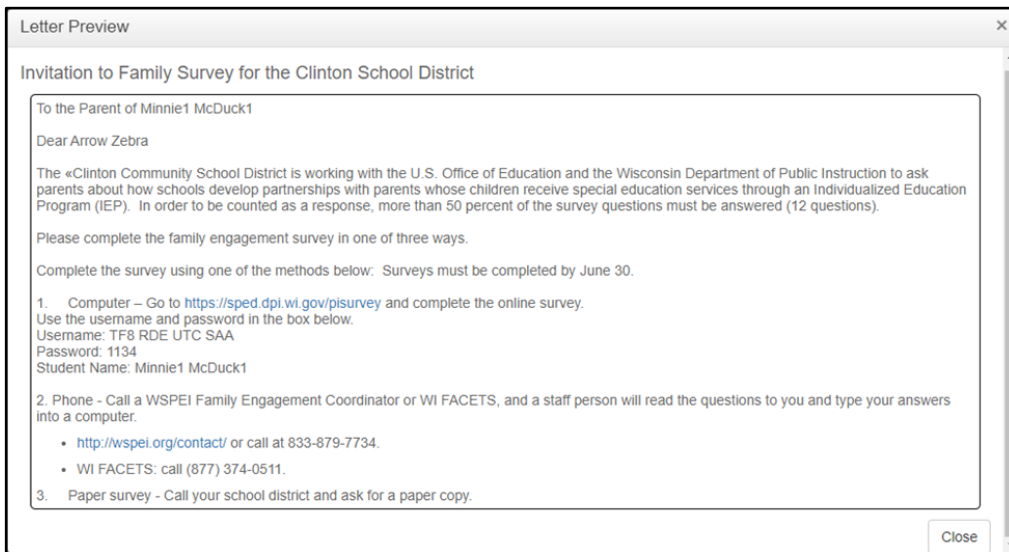 Letter Preview ×
Invitation to Family Survey for the Clinton School District
To the Parent of Minnie1 McDuck1
Dear Arrow Zebra
The «Clinton Community School District is working with the U.S. Office of Education and the Wisconsin Department of Public Instruction to ask
parents about how schools develop partnerships with parents whose children receive special education services through an Individualized Education
Program (IEP). In order to be counted as a response, more than 50 percent of the survey questions must be answered (12 questions).
Please complete the family engagement survey in one of three ways.
Complete the survey using one of the methods below: Surveys must be completed by June 30.
1. Computer – Go to https://sped.dpi.wi.gov/pisurvey and complete the online survey.
Use the username and password in the box below.
Username: TF8 RDE UTC SAA
Password: 1134
Student Name: Minnie1 McDuck1
2. Phone - Call a WSPEI Family Engagement Coordinator or WI FACETS, and a staff person will read the questions to you and type your answers
into a computer.
• http://wspei.org/contact/ or call at 833-879-7734.
• WI FACETS: call (877) 374-0511.
3. Paper survey - Call your school district and ask for a paper copy.
Close